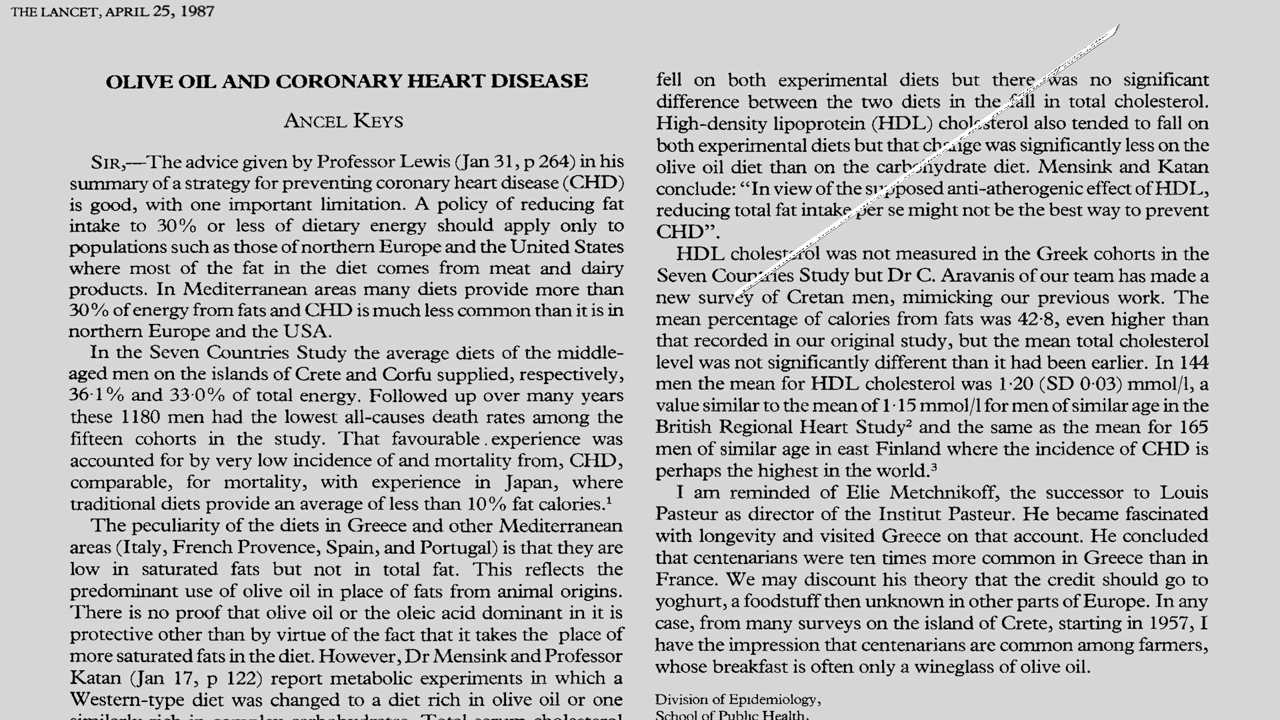 THE LANCET, APRIL 25, 1987
OLIVE OIL AND CORONARY HEART DISEASE
ANCEL KEYS
SIR,—The advice given by Professor Lewis (Jan 31, p 264) in his
summary of a strategy for preventing coronary heart disease (CHD)
is good, with one important limitation. A policy of reducing fat
intake to 30% or less of dietary energy should apply only to
populations such as those of northern Europe and the United States
where most of the fat in the diet comes from meat and dairy
products. In Mediterranean areas many diets provide more than
30% of energy from fats and CHD is much less common than it is in
northern Europe and the USA.
In the Seven Countries Study the average diets of the middle-
aged men on the islands of Crete and Corfu supplied, respectively,
36·1% and 33·0% of total energy. Followed up over many years
these 1180 men had the lowest all-causes death rates among the
fifteen cohorts in the study. That favourable experience was
accounted for by very low incidence of and mortality from, CHD,
comparable, for mortality, with experience in Japan, where
traditional diets provide an average of less than 10% fat calories.¹
The peculiarity of the diets in Greece and other Mediterranean
areas (Italy, French Provence, Spain, and Portugal) is that they are
low in saturated fats but not in total fat. This reflects the
predominant use of olive oil in place of fats from animal origins.
There is no proof that olive oil or the oleic acid dominant in it is
protective other than by virtue of the fact that it takes the place of
more saturated fats in the diet. However, Dr Mensink and Professor
Katan (Jan 17, p 122) report metabolic experiments in which a
Western-type diet was changed to a diet rich in olive oil or one
similarly rich in complex carbohydrates. Total serum cholesterol
fell on both experimental diets but there was no significant
difference between the two diets in the fall in total cholesterol.
High-density lipoprotein (HDL) cholesterol also tended to fall on
both experimental diets but that change was significantly less on the
olive oil diet than on the carbohydrate diet. Mensink and Katan
conclude: “In view of the supposed anti-atherogenic effect of HDL,
reducing total fat intake per se might not be the best way to prevent
CHD”.
HDL cholesterol was not measured in the Greek cohorts in the
Seven Countries Study but Dr C. Aravanis of our team has made a
new survey of Cretan men, mimicking our previous work. The
mean percentage of calories from fats was 42·8, even higher than
that recorded in our original study, but the mean total cholesterol
level was not significantly different than it had been earlier. In 144
men the mean for HDL cholesterol was 1·20 (SD 0·03) mmol/l, a
value similar to the mean of 1·15 mmol/l for men of similar age in the
British Regional Heart Study² and the same as the mean for 165
men of similar age in east Finland where the incidence of CHD is
perhaps the highest in the world.³
I am reminded of Elie Metchnikoff, the successor to Louis
Pasteur as director of the Institut Pasteur. He became fascinated
with longevity and visited Greece on that account. He concluded
that centenarians were ten times more common in Greece than in
France. We may discount his theory that the credit should go to
yoghurt, a foodstuff then unknown in other parts of Europe. In any
case, from many surveys on the island of Crete, starting in 1957, I
have the impression that centenarians are common among farmers,
whose breakfast is often only a wineglass of olive oil.
Division of Epidemiology,
School of Public Health,